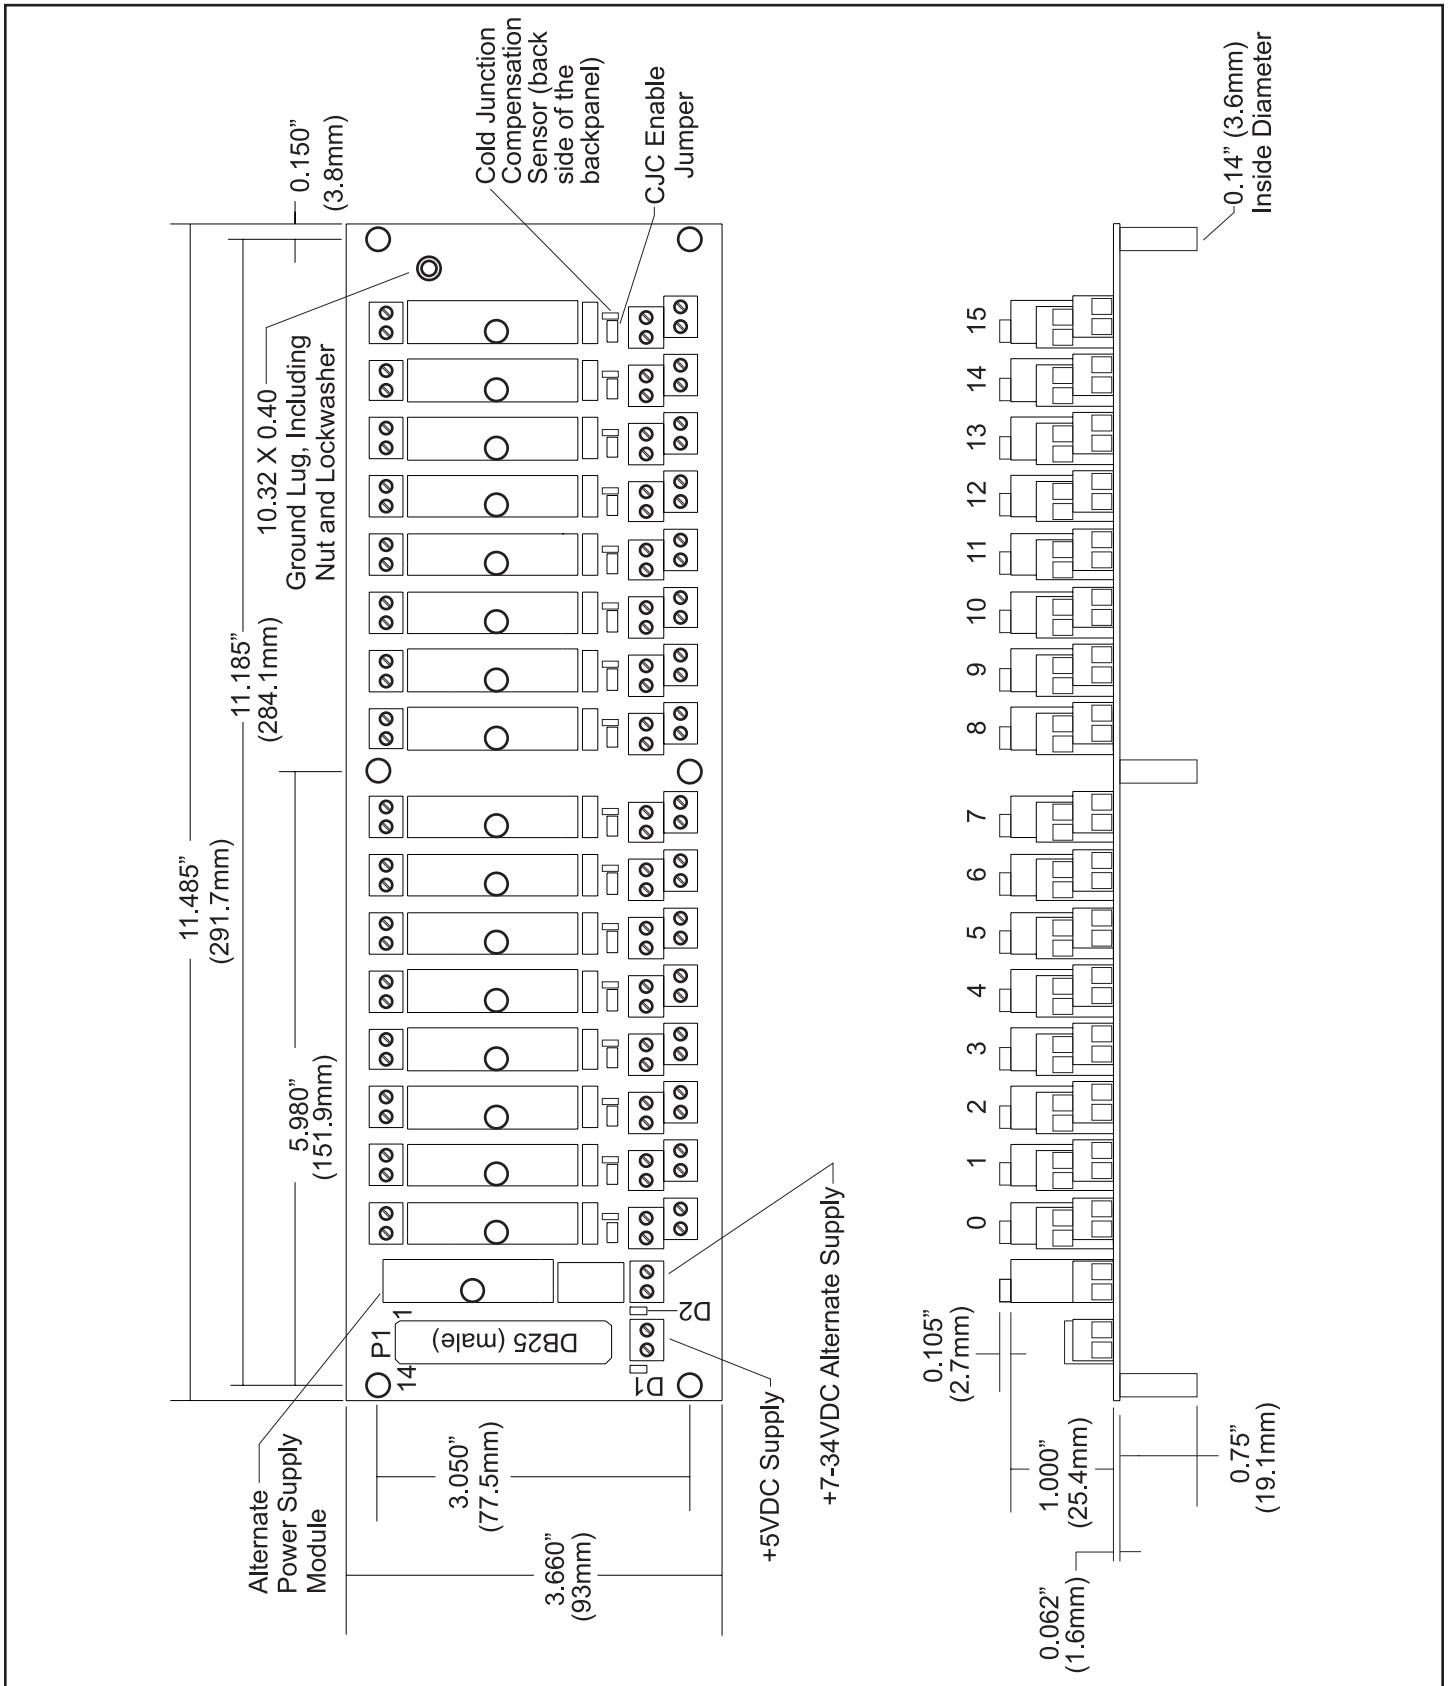 0.150”
(3.8mm)
Cold Junction
Compensation
Sensor (back
side of the
backpanel)
CJC Enable
Jumper
10.32 X 0.40
Ground Lug, Including
Nut and Lockwasher
11.185”
(284.1mm)
11.485”
(291.7mm)
5.980”
(151.9mm)
Alternate
Power Supply
Module
3.050”
(77.5mm)
3.660”
(93mm)
P1
1
14
DB25 (male)
D2
D1
+5VDC Supply
+7-34VDC Alternate Supply
0.14” (3.6mm)
Inside Diameter
15
14
13
12
11
10
9
8
7
6
5
4
3
2
1
0
0.105”
(2.7mm)
1.000”
(25.4mm)
0.75”
(19.1mm)
0.062”
(1.6mm)